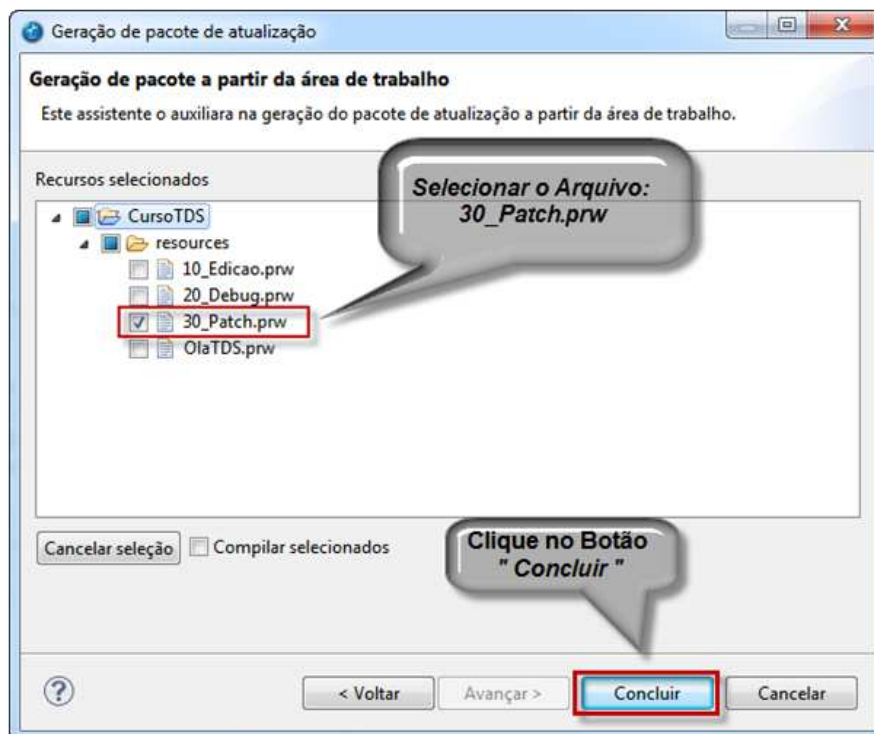 Geração de pacote de atualização
Geração de pacote a partir da área de trabalho
Este assistente o auxiliara na geração do pacote de atualização a partir da área de trabalho.
Recursos selecionados
Selecionar o Arquivo:
30_Patch.prw
CursoTDS
resources
10_Edicao.prw
20_Debug.prw
30_Patch.prw
OlaTDS.prw
Cancelar seleção
Compilar selecionados
Clique no Botão
" Concluir "
?
< Voltar
Avançar >
Concluir
Cancelar